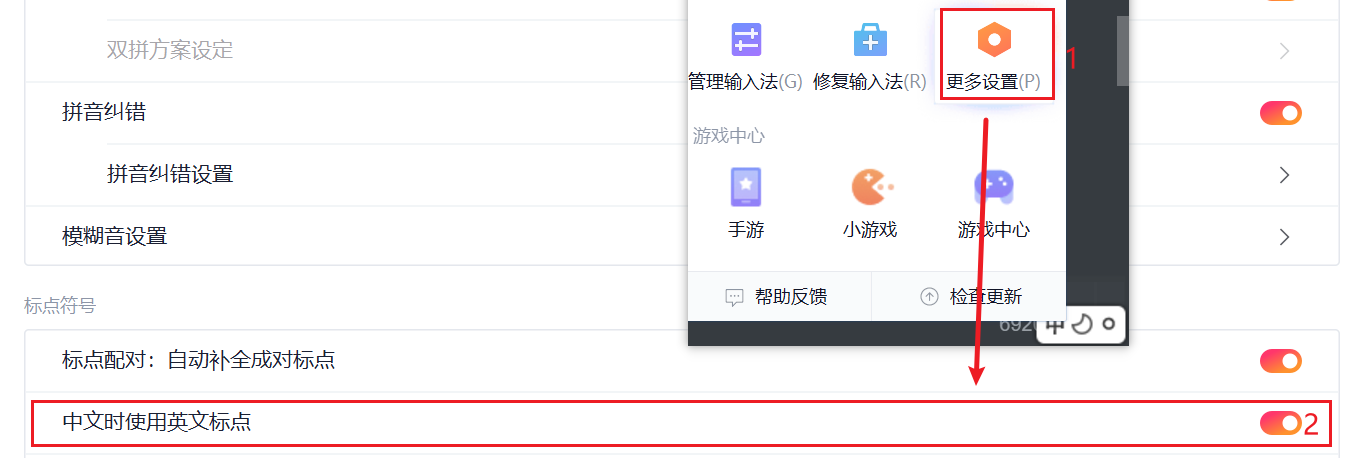 双拼方案设定
拼音纠错
拼音纠错设置
模糊音设置
标点符号
标点配对：自动补全成对标点
中文时使用英文标点
2
管理输入法(G) 修复输入法(R) 更多设置(P)
1
游戏中心
手游 小游戏 游戏中心
帮助反馈 检查更新
692
中